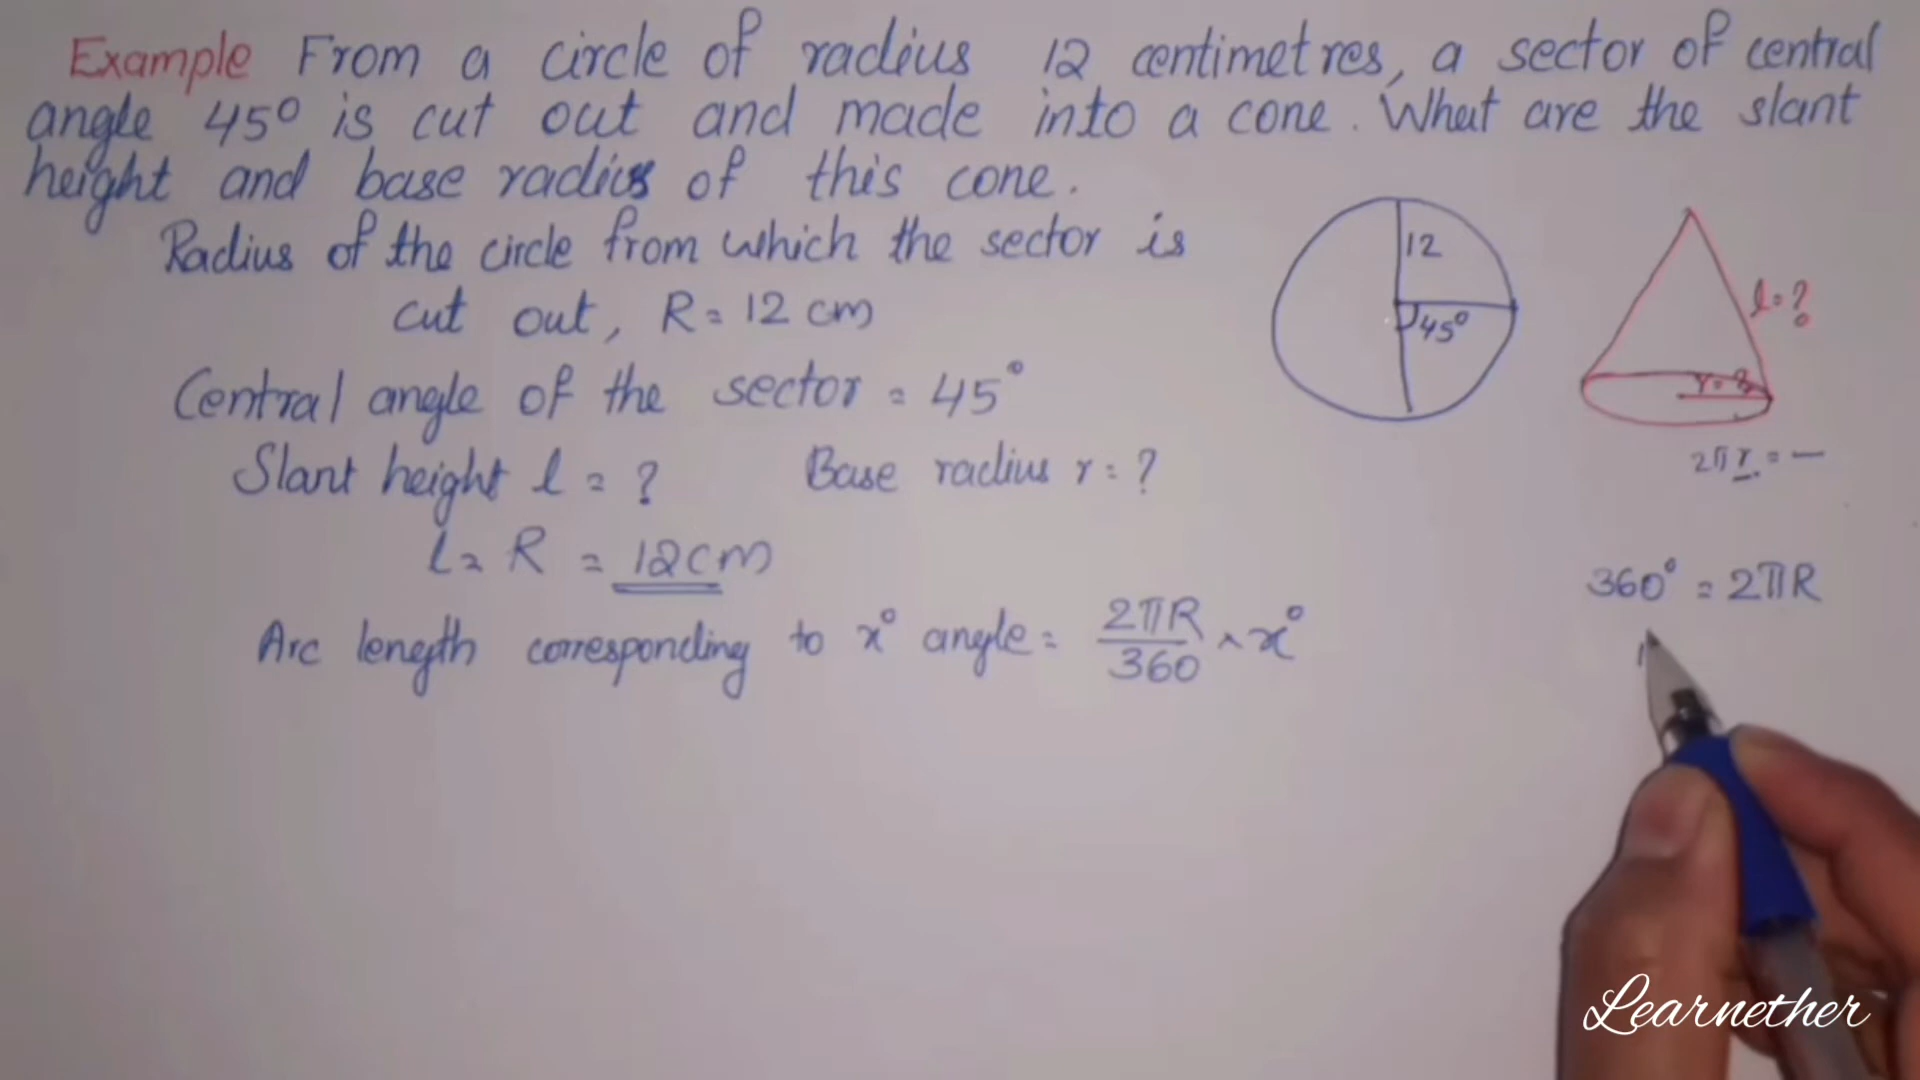 Example From a circle of radius 12 centimetres, a sector of central
angle 45° is cut out and made into a cone. What are the slant
height and base radius of this cone.
Radius of the circle from which the sector is
cut out, R = 12 cm
12
45°
l = ?
r = ?
Central angle of the sector = 45°
2πr = —
Slant height l = ? Base radius r = ?
l = R = 12cm
360° = 2πR
Arc length corresponding to x° angle = 2πR/360 × x°
1
Learnether